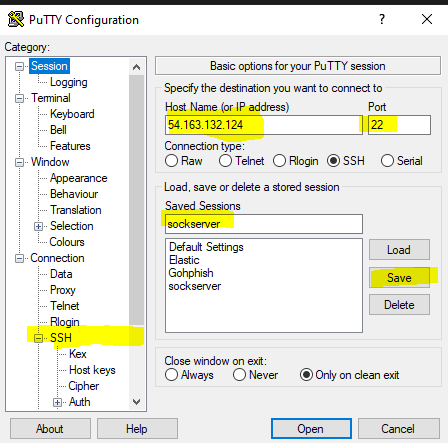 PuTTY Configuration
Category:
Session
Logging
Terminal
Keyboard
Bell
Features
Window
Appearance
Behaviour
Translation
Selection
Colours
Connection
Data
Proxy
Telnet
Rlogin
SSH
Kex
Host keys
Cipher
Auth
Basic options for your PuTTY session
Specify the destination you want to connect to
Host Name (or IP address) Port
54.163.132.124 22
Connection type:
Raw Telnet Rlogin SSH Serial
Load, save or delete a stored session
Saved Sessions
sockserver
Default Settings
Elastic
Gohphish
sockserver
Load
Save
Delete
Close window on exit:
Always Never Only on clean exit
About Help Open Cancel